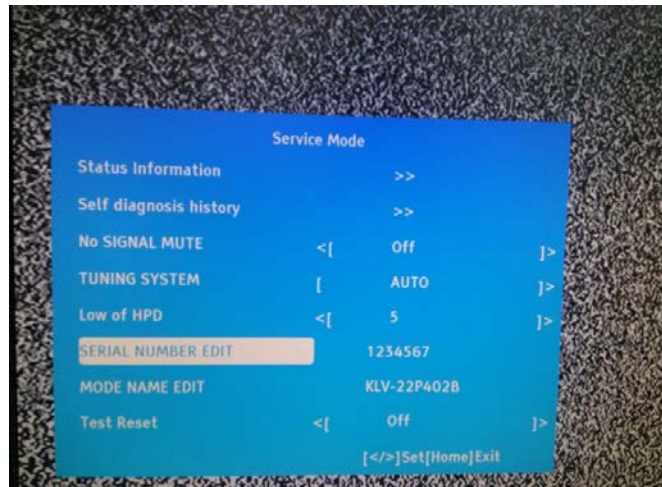 Service Mode
Status Information >>
Self diagnosis history >>
No SIGNAL MUTE <[ Off ]>
TUNING SYSTEM [ AUTO ]>
Low of HPD <[ 5 ]>
SERIAL NUMBER EDIT 1234567
MODE NAME EDIT KLV-22P402B
Test Reset <[ Off ]>
[</>]Set[Home]Exit